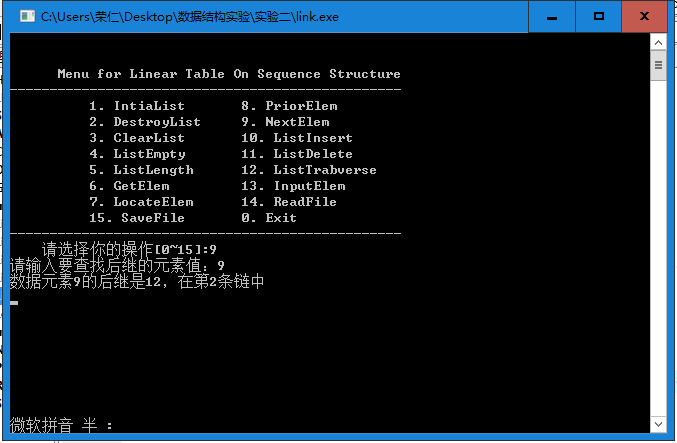 C:\Users\荣仁\Desktop\数据结构实验\实验二\link.exe
Menu for Linear Table On Sequence Structure
-------------------------------------------------
1. IntiaList 8. PriorElem
2. DestroyList 9. NextElem
3. ClearList 10. ListInsert
4. ListEmpty 11. ListDelete
5. ListLength 12. ListTrabverse
6. GetElem 13. InputElem
7. LocateElem 14. ReadFile
15. SaveFile 0. Exit
-------------------------------------------------
请选择你的操作[0~15]:9
请输入要查找后继的元素值：9
数据元素9的后继是12, 在第2条链中
微软拼音 半 :